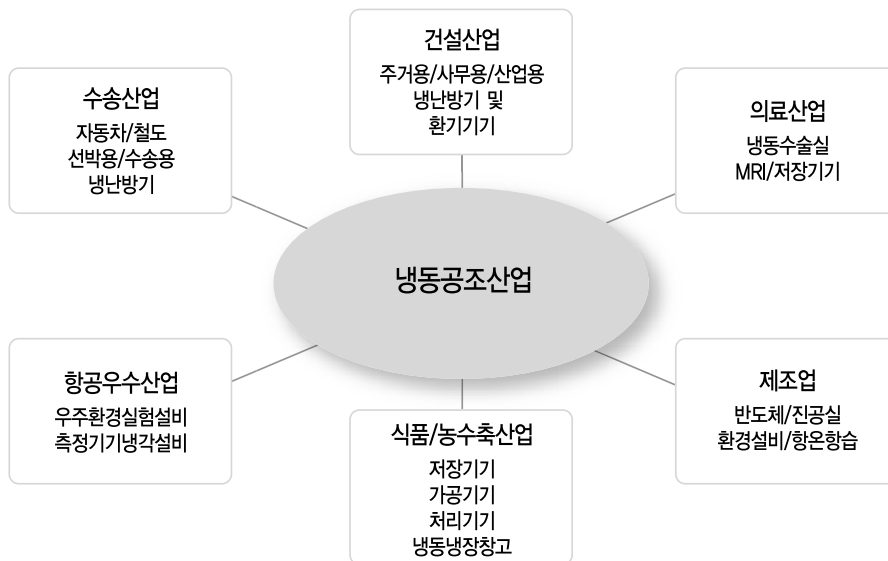 건설산업
주거용/사무용/산업용
냉난방기 및
환기기기
수송산업
자동차/철도
선박용/수송용
냉난방기
의료산업
냉동수술실
MRI/저장기기
냉동공조산업
항공우수산업
우주환경실험설비
측정기기냉각설비
식품/농수축산업
저장기기
가공기기
처리기기
냉동냉장창고
제조업
반도체/진공실
환경설비/항온항습